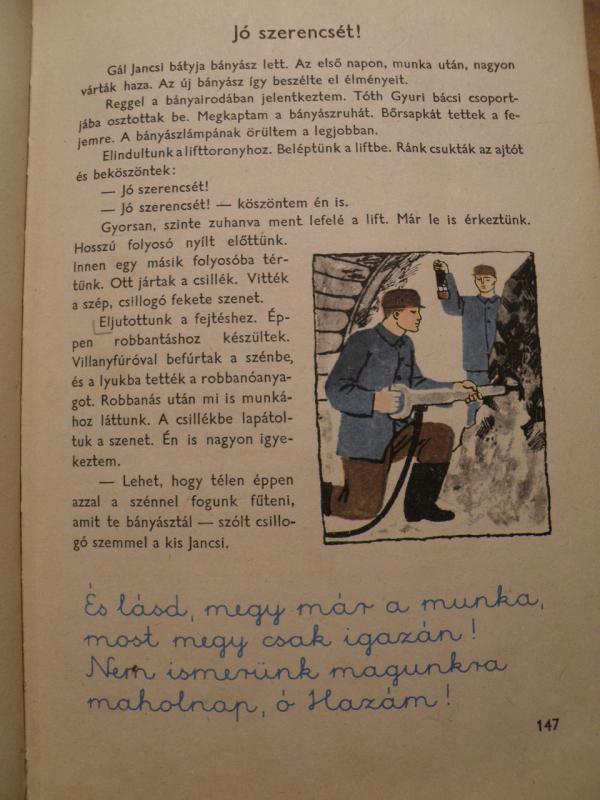 Jó szerencsét!
Gál Jancsi bátyja bányász lett. Az első napon, munka után, nagyon
várták haza. Az új bányász így beszélte el élményeit.
Reggel a bányairodában jelentkeztem. Tóth Gyuri bácsi csoport-
jába osztottak be. Megkaptam a bányászruhát. Bőrsapkát tettek a fe-
jemre. A bányászlámpának örültem a legjobban.
Elindultunk a lifttoronyhoz. Beléptünk a liftbe. Ránk csukták az ajtót
és beköszöntek:
— Jó szerencsét!
— Jó szerencsét! — köszöntem én is.
Gyorsan, szinte zuhanva ment lefelé a lift. Már le is érkeztünk.
Hosszú folyosó nyílt előttünk.
Innen egy másik folyosóba tér-
tünk. Ott jártak a csillék. Vitték
a szép, csillogó fekete szenet.
Eljutottunk a fejtéshez. Ép-
pen robbantáshoz készültek.
Villanyfúróval befúrtak a szénbe,
és a lyukba tették a robbanóanya-
got. Robbanás után mi is munká-
hoz láttunk. A csillékbe lapátol-
tuk a szenet. Én is nagyon igye-
keztem.
— Lehet, hogy télen éppen
azzal a szénnel fogunk fűteni,
amit te bányásztál — szólt csillo-
gó szemmel a kis Jancsi.
És lásd, megy már a munka,
most megy csak igazán!
Nem ismerünk magunkra
maholnap, ó Hazám!
147